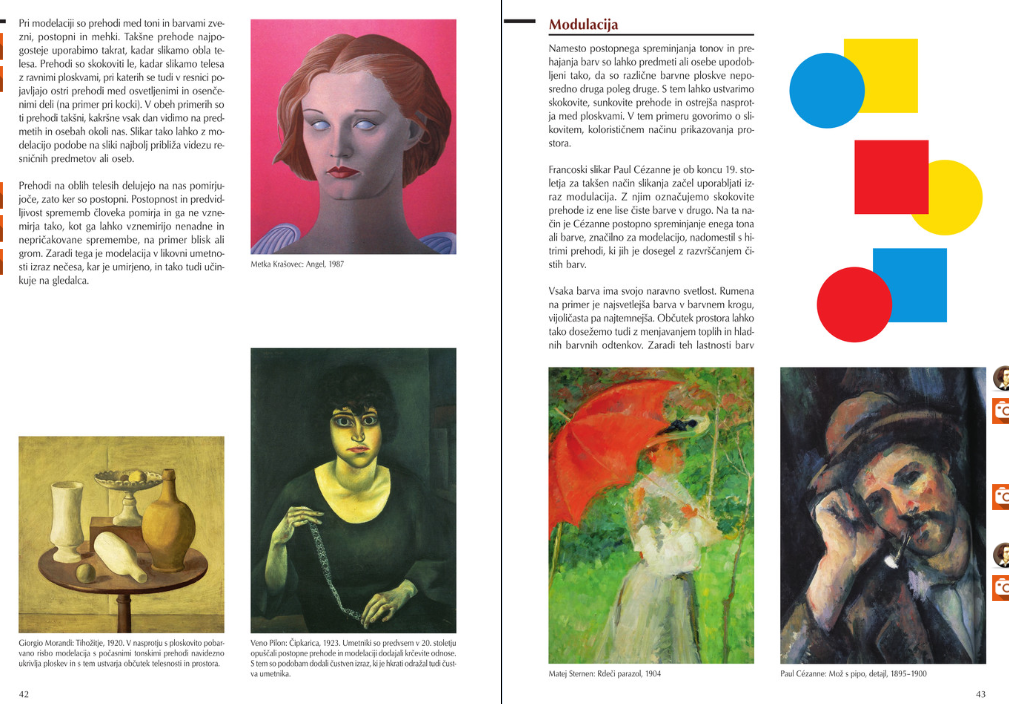 Pri modelaciji so prehodi med toni in barvami zve-
zni, postopni in mehki. Takšne prehode najpo-
gosteje uporabimo takrat, kadar slikamo obla te-
lesa. Prehodi so skokoviti le, kadar slikamo telesa
z ravnimi ploskvami, pri katerih se tudi v resnici po-
javljajo ostri prehodi med osvetljenimi in osenče-
nimi deli (na primer pri kocki). V obeh primerih so
ti prehodi takšni, kakršne vsak dan vidimo na pred-
metih in osebah okoli nas. Slikar tako lahko z mo-
delacijo podobe na sliki najbolj približa videzu re-
sničnih predmetov ali oseb.
Prehodi na oblih telesih delujejo na nas pomirju-
joče, zato ker so postopni. Postopnost in predvid-
ljivost sprememb človeka pomirja in ga ne vzne-
mirja tako, kot ga lahko vznemirijo nenadne in
nepričakovane spremembe, na primer blisk ali
grom. Zaradi tega je modelacija v likovni umetno-
sti izraz nečesa, kar je umirjeno, in tako tudi učin-
kuje na gledalca.
Metka Krašovec: Angel, 1987
Giorgio Morandi: Tihožitje, 1920. V nasprotju s ploskovito pobar-
vano risbo modelacija s počasnimi tonskimi prehodi navidezno
ukrivlja ploskev in s tem ustvarja občutek telesnosti in prostora.
Veno Pilon: Čipkarica, 1923. Umetniki so predvsem v 20. stoletju
opuščali postopne prehode in modelaciji dodajali krčevite odnose.
S tem so podobam dodali čustven izraz, ki je hkrati odražal tudi čust-
va umetnika.
42
Modulacija
Namesto postopnega spreminjanja tonov in pre-
hajanja barv so lahko predmeti ali osebe upodob-
ljeni tako, da so različne barvne ploskve nepo-
sredno druga poleg druge. S tem lahko ustvarimo
skokovite, sunkovite prehode in ostrejša nasprot-
ja med ploskvami. V tem primeru govorimo o sli-
kovitem, kolorističnem načinu prikazovanja pro-
stora.
Francoski slikar Paul Cézanne je ob koncu 19. sto-
letja za takšen način slikanja začel uporabljati iz-
raz modulacija. Z njim označujemo skokovite
prehode iz ene lise čiste barve v drugo. Na ta na-
čin je Cézanne postopno spreminjanje enega tona
ali barve, značilno za modelacijo, nadomestil s hi-
trimi prehodi, ki jih je dosegel z razvrščanjem či-
stih barv.
Vsaka barva ima svojo naravno svetlost. Rumena
na primer je najsvetlejša barva v barvnem krogu,
vijoličasta pa najtemnejša. Občutek prostora lahko
tako dosežemo tudi z menjavanjem toplih in hlad-
nih barvnih odtenkov. Zaradi teh lastnosti barv
Matej Sternen: Rdeči parazol, 1904
Paul Cézanne: Mož s pipo, detajl, 1895–1900
43